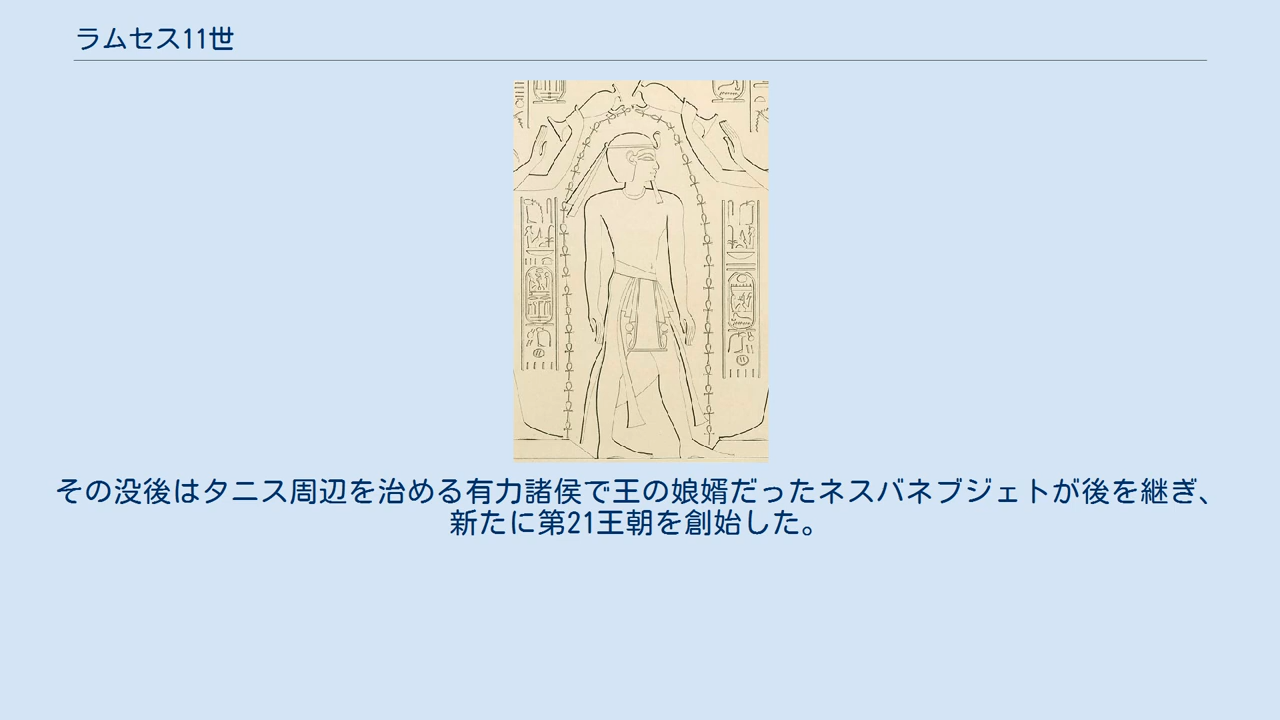 ラムセス11世
その没後はタニス周辺を治める有力諸侯で王の娘婿だったネスバネブジェトが後を継ぎ、
新たに第21王朝を創始した。